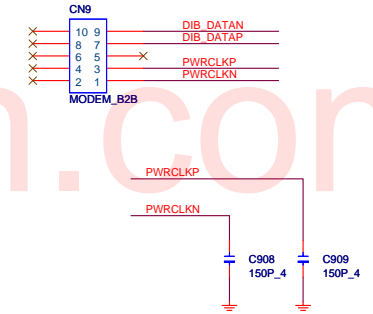 CN9
10 9 DIB_DATAN
8 7 DIB_DATAP
6 5
4 3 PWRCLKP
2 1 PWRCLKN
MODEM_B2B
n.com
PWRCLKP
PWRCLKN
C908 C909
150P_4 150P_4